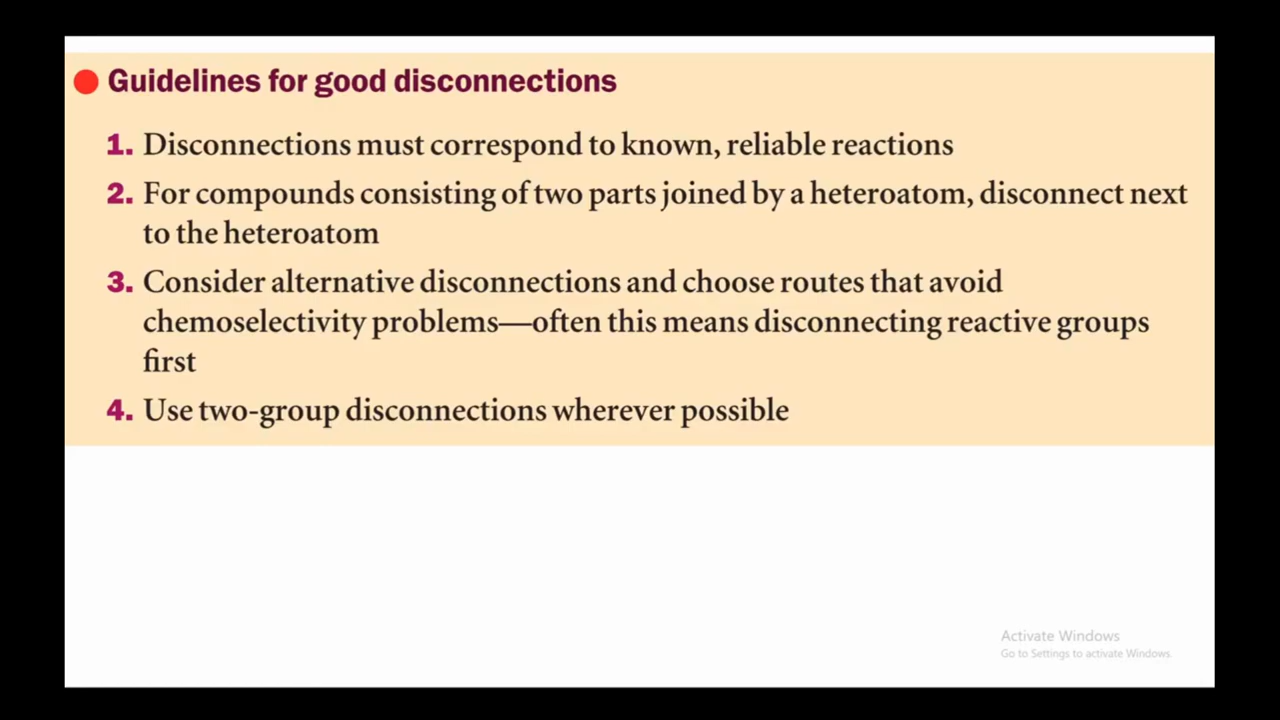 Guidelines for good disconnections
1. Disconnections must correspond to known, reliable reactions
2. For compounds consisting of two parts joined by a heteroatom, disconnect next
to the heteroatom
3. Consider alternative disconnections and choose routes that avoid
chemoselectivity problems—often this means disconnecting reactive groups
first
4. Use two-group disconnections wherever possible
Activate Windows
Go to Settings to activate Windows.